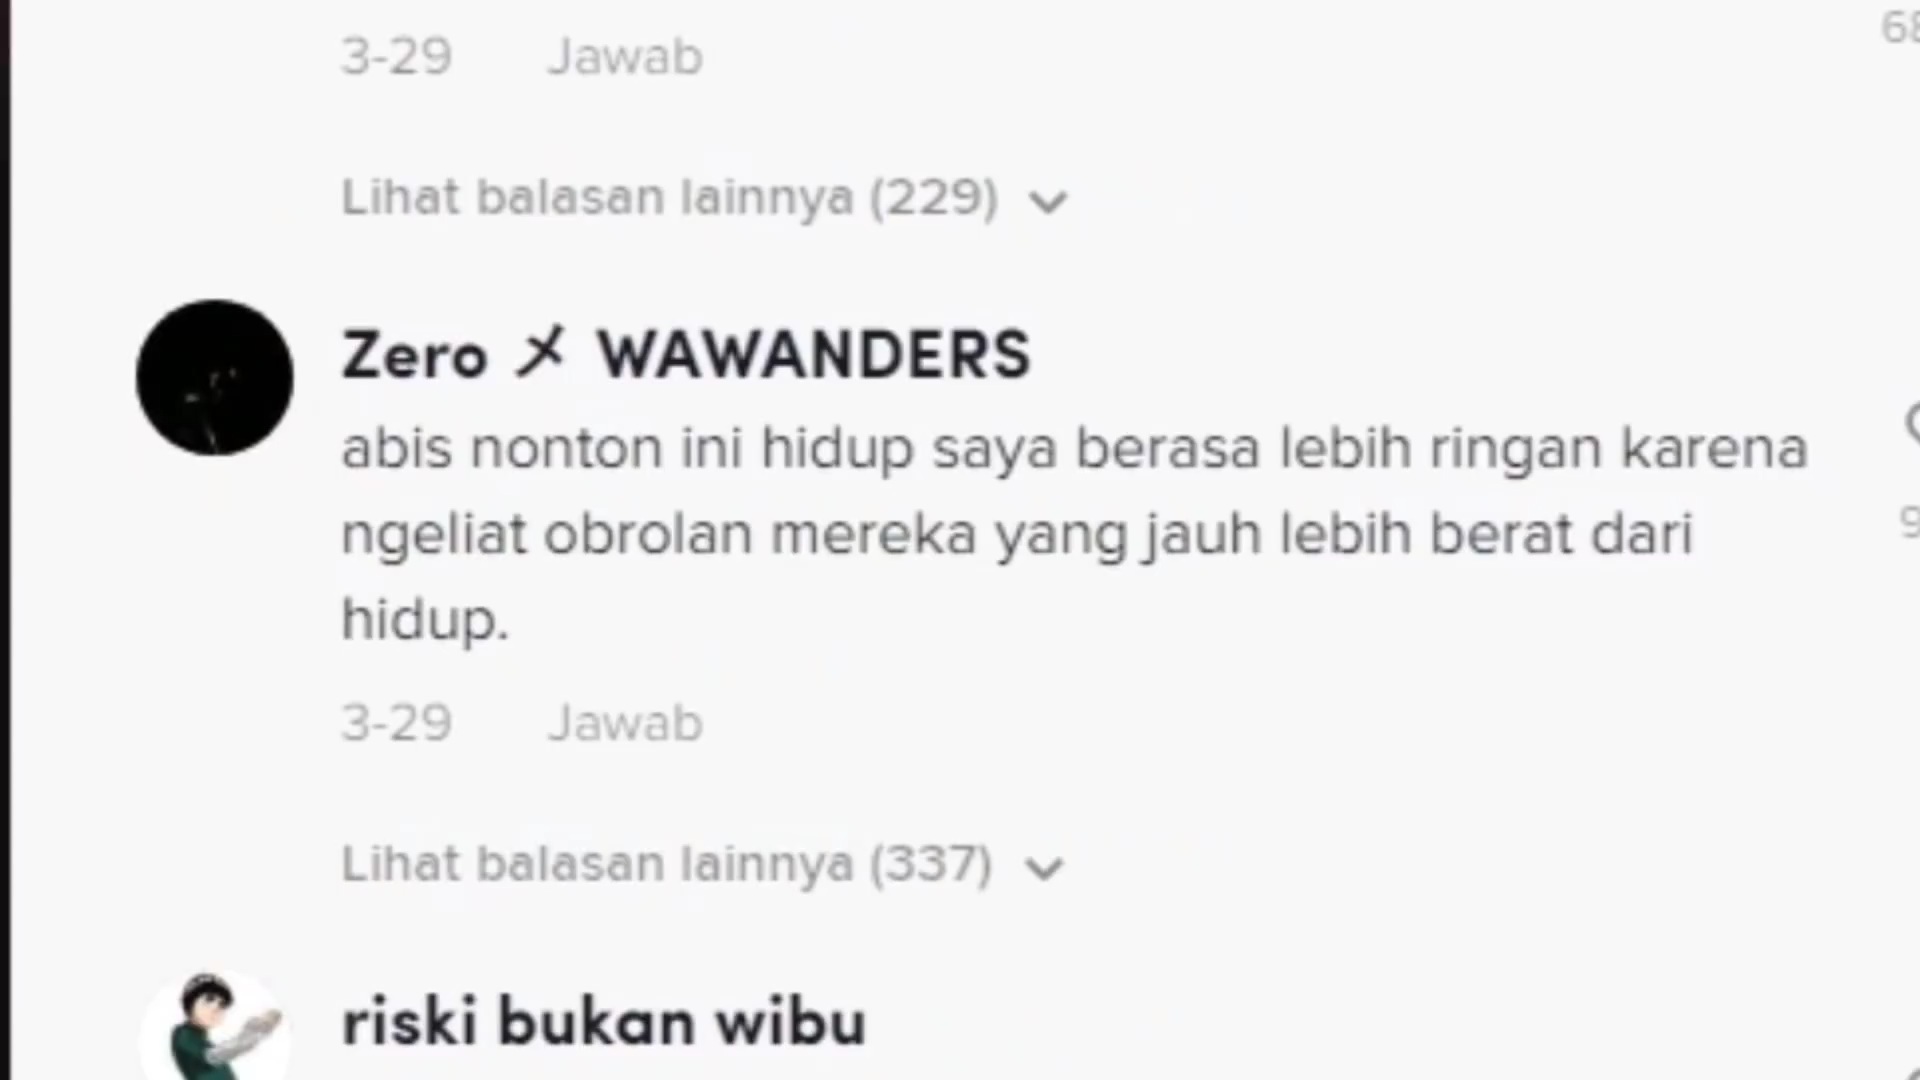 3-29 Jawab
Lihat balasan lainnya (229)
Zero メ WAWANDERS
abis nonton ini hidup saya berasa lebih ringan karena
ngeliat obrolan mereka yang jauh lebih berat dari
hidup.
3-29 Jawab
Lihat balasan lainnya (337)
riski bukan wibu